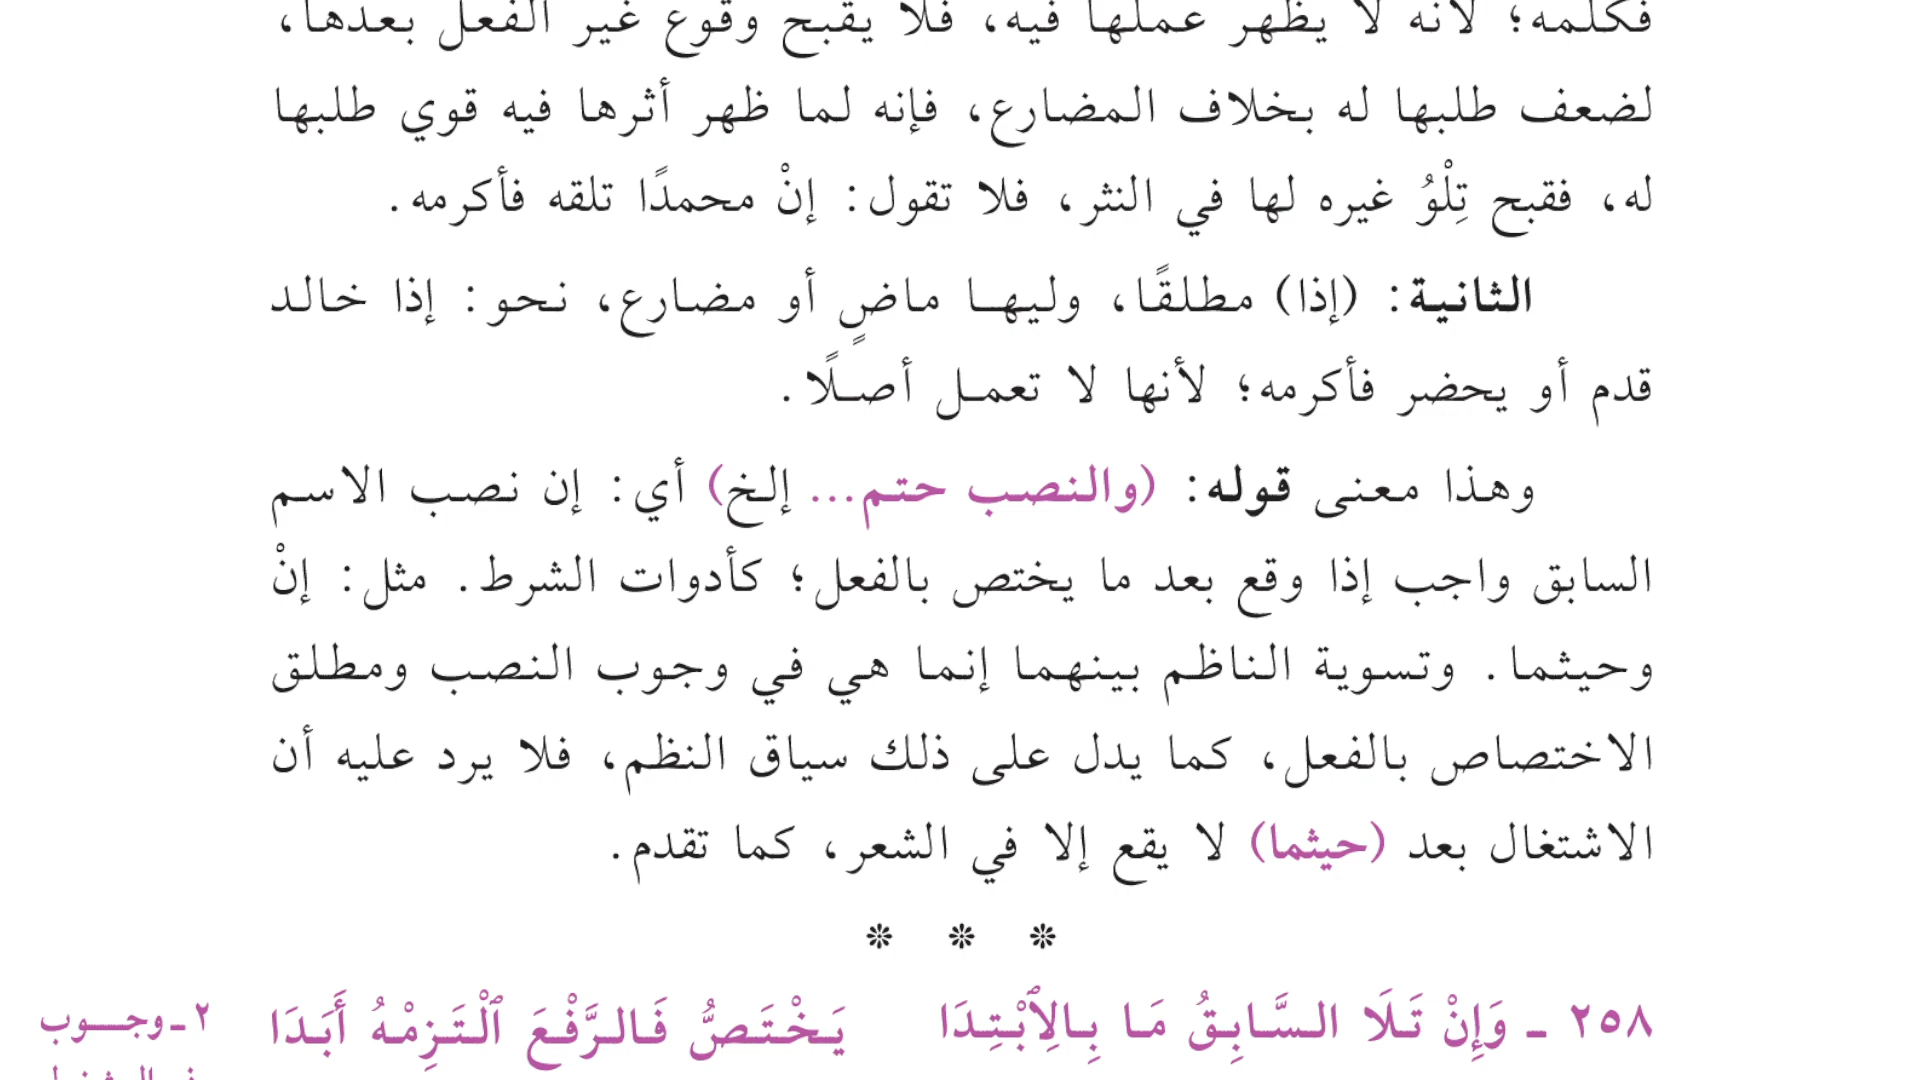 فكلمه؛ لأنه لا يظهر عملها فيه، فلا يقبح وقوع غير الفعل بعدها،
لضعف طلبها له بخلاف المضارع، فإنه لما ظهر أثرها فيه قوي طلبها
له، فقبح تِلْوُ غيره لها في النثر، فلا تقول: إنْ محمدًا تلقه فأكرمه.
الثانية: (إذا) مطلقًا، وليها ماضٍ أو مضارع، نحو: إذا خالد
قدم أو يحضر فأكرمه؛ لأنها لا تعمل أصلًا.
وهذا معنى قوله: (والنصب حتم... إلخ) أي: إن نصب الاسم
السابق واجب إذا وقع بعد ما يختص بالفعل؛ كأدوات الشرط. مثل: إنْ
وحيثما. وتسوية الناظم بينهما إنما هي في وجوب النصب ومطلق
الاختصاص بالفعل، كما يدل على ذلك سياق النظم، فلا يرد عليه أن
الاشتغال بعد (حيثما) لا يقع إلا في الشعر، كما تقدم.
* * *
٢٥٨ ـ وَإِنْ تَلَا السَّابِقُ مَا بِالِٱبْتِدَا يَخْتَصُّ فَالرَّفْعَ ٱلْتَزِمْهُ أَبَدَا
٢ ـ وجوب